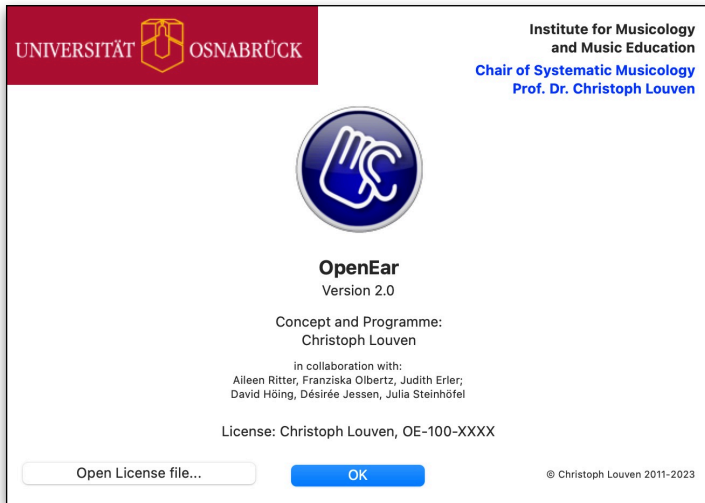 UNIVERSITÄT OSNABRÜCK
Institute for Musicology
and Music Education
Chair of Systematic Musicology
Prof. Dr. Christoph Louven
OpenEar
Version 2.0
Concept and Programme:
Christoph Louven
in collaboration with:
Aileen Ritter, Franziska Olbertz, Judith Erler;
David Höing, Désirée Jessen, Julia Steinhöfel
License: Christoph Louven, OE-100-XXXX
Open License file...
OK
© Christoph Louven 2011-2023